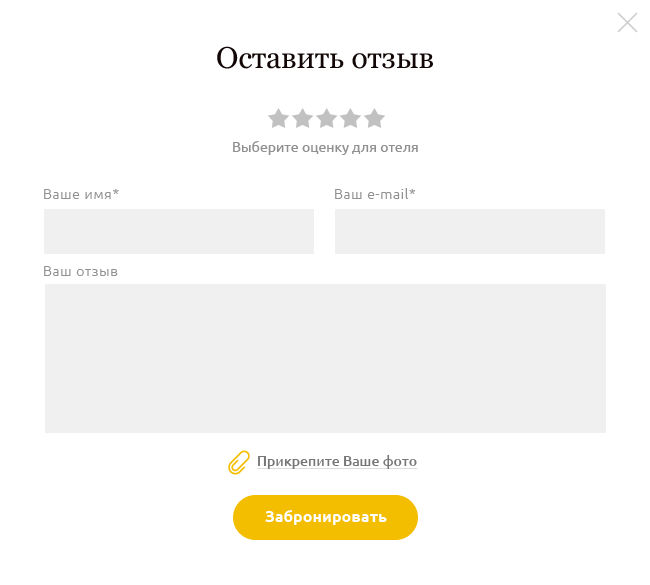 Оставить отзыв
Выберите оценку для отеля
Ваше имя* Ваш e-mail*
Ваш отзыв
Прикрепите Ваше фото
Забронировать